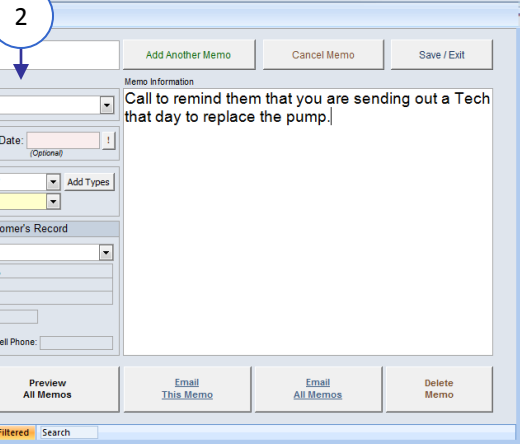 2
Add Another Memo
Cancel Memo
Save / Exit
Memo Information
Call to remind them that you are sending out a Tech
that day to replace the pump.
Date:
!
(Optional)
Add Types
omer's Record
ell Phone:
Preview
All Memos
Email
This Memo
Email
All Memos
Delete
Memo
Filtered
Search